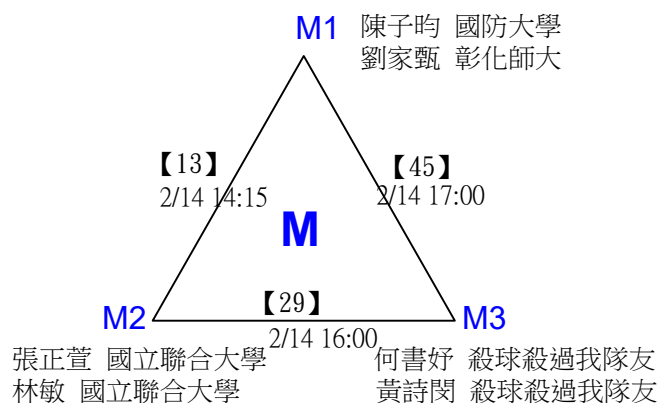 M1
陳子昀 國防大學
劉家甄 彰化師大
【13】
2/14 14:15
【45】
2/14 17:00
M
【29】
2/14 16:00
M2
張正萱 國立聯合大學
林敏 國立聯合大學
M3
何書妤 殺球殺過我隊友
黃詩閔 殺球殺過我隊友